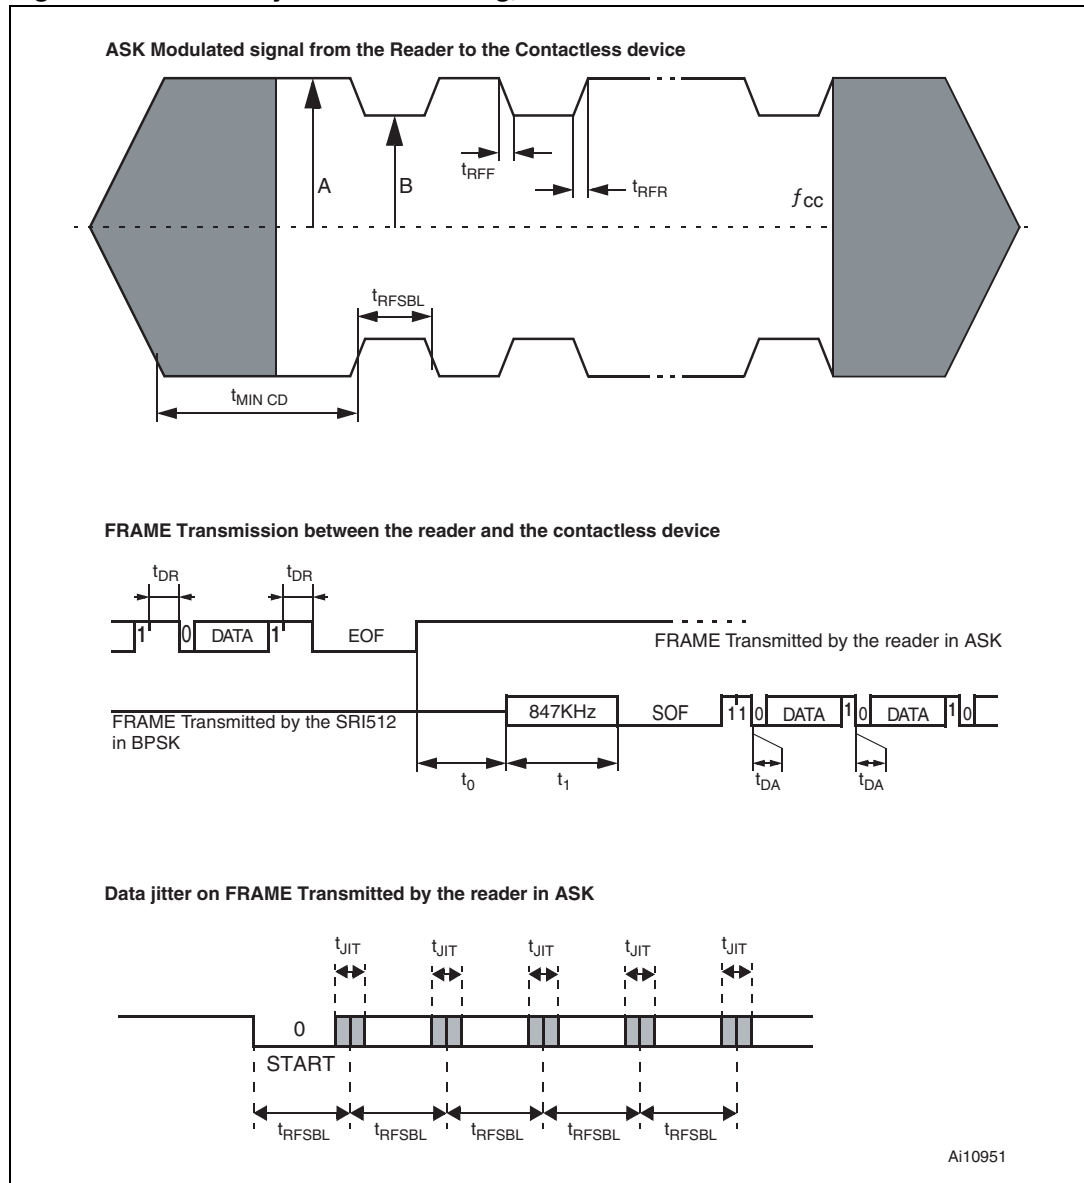 ASK Modulated signal from the Reader to the Contactless device
A
B
tRFF
tRFR
fCC
tRFSBL
tMIN CD
FRAME Transmission between the reader and the contactless device
tDR
tDR
1
0
DATA
1
EOF
FRAME Transmitted by the reader in ASK
FRAME Transmitted by the SRI512
in BPSK
847KHz
SOF
1 1 0
DATA
1 0
DATA
1 0
t0
t1
tDA
tDA
Data jitter on FRAME Transmitted by the reader in ASK
tJIT
tJIT
tJIT
tJIT
tJIT
0
START
tRFSBL
tRFSBL
tRFSBL
tRFSBL
tRFSBL
Ai10951